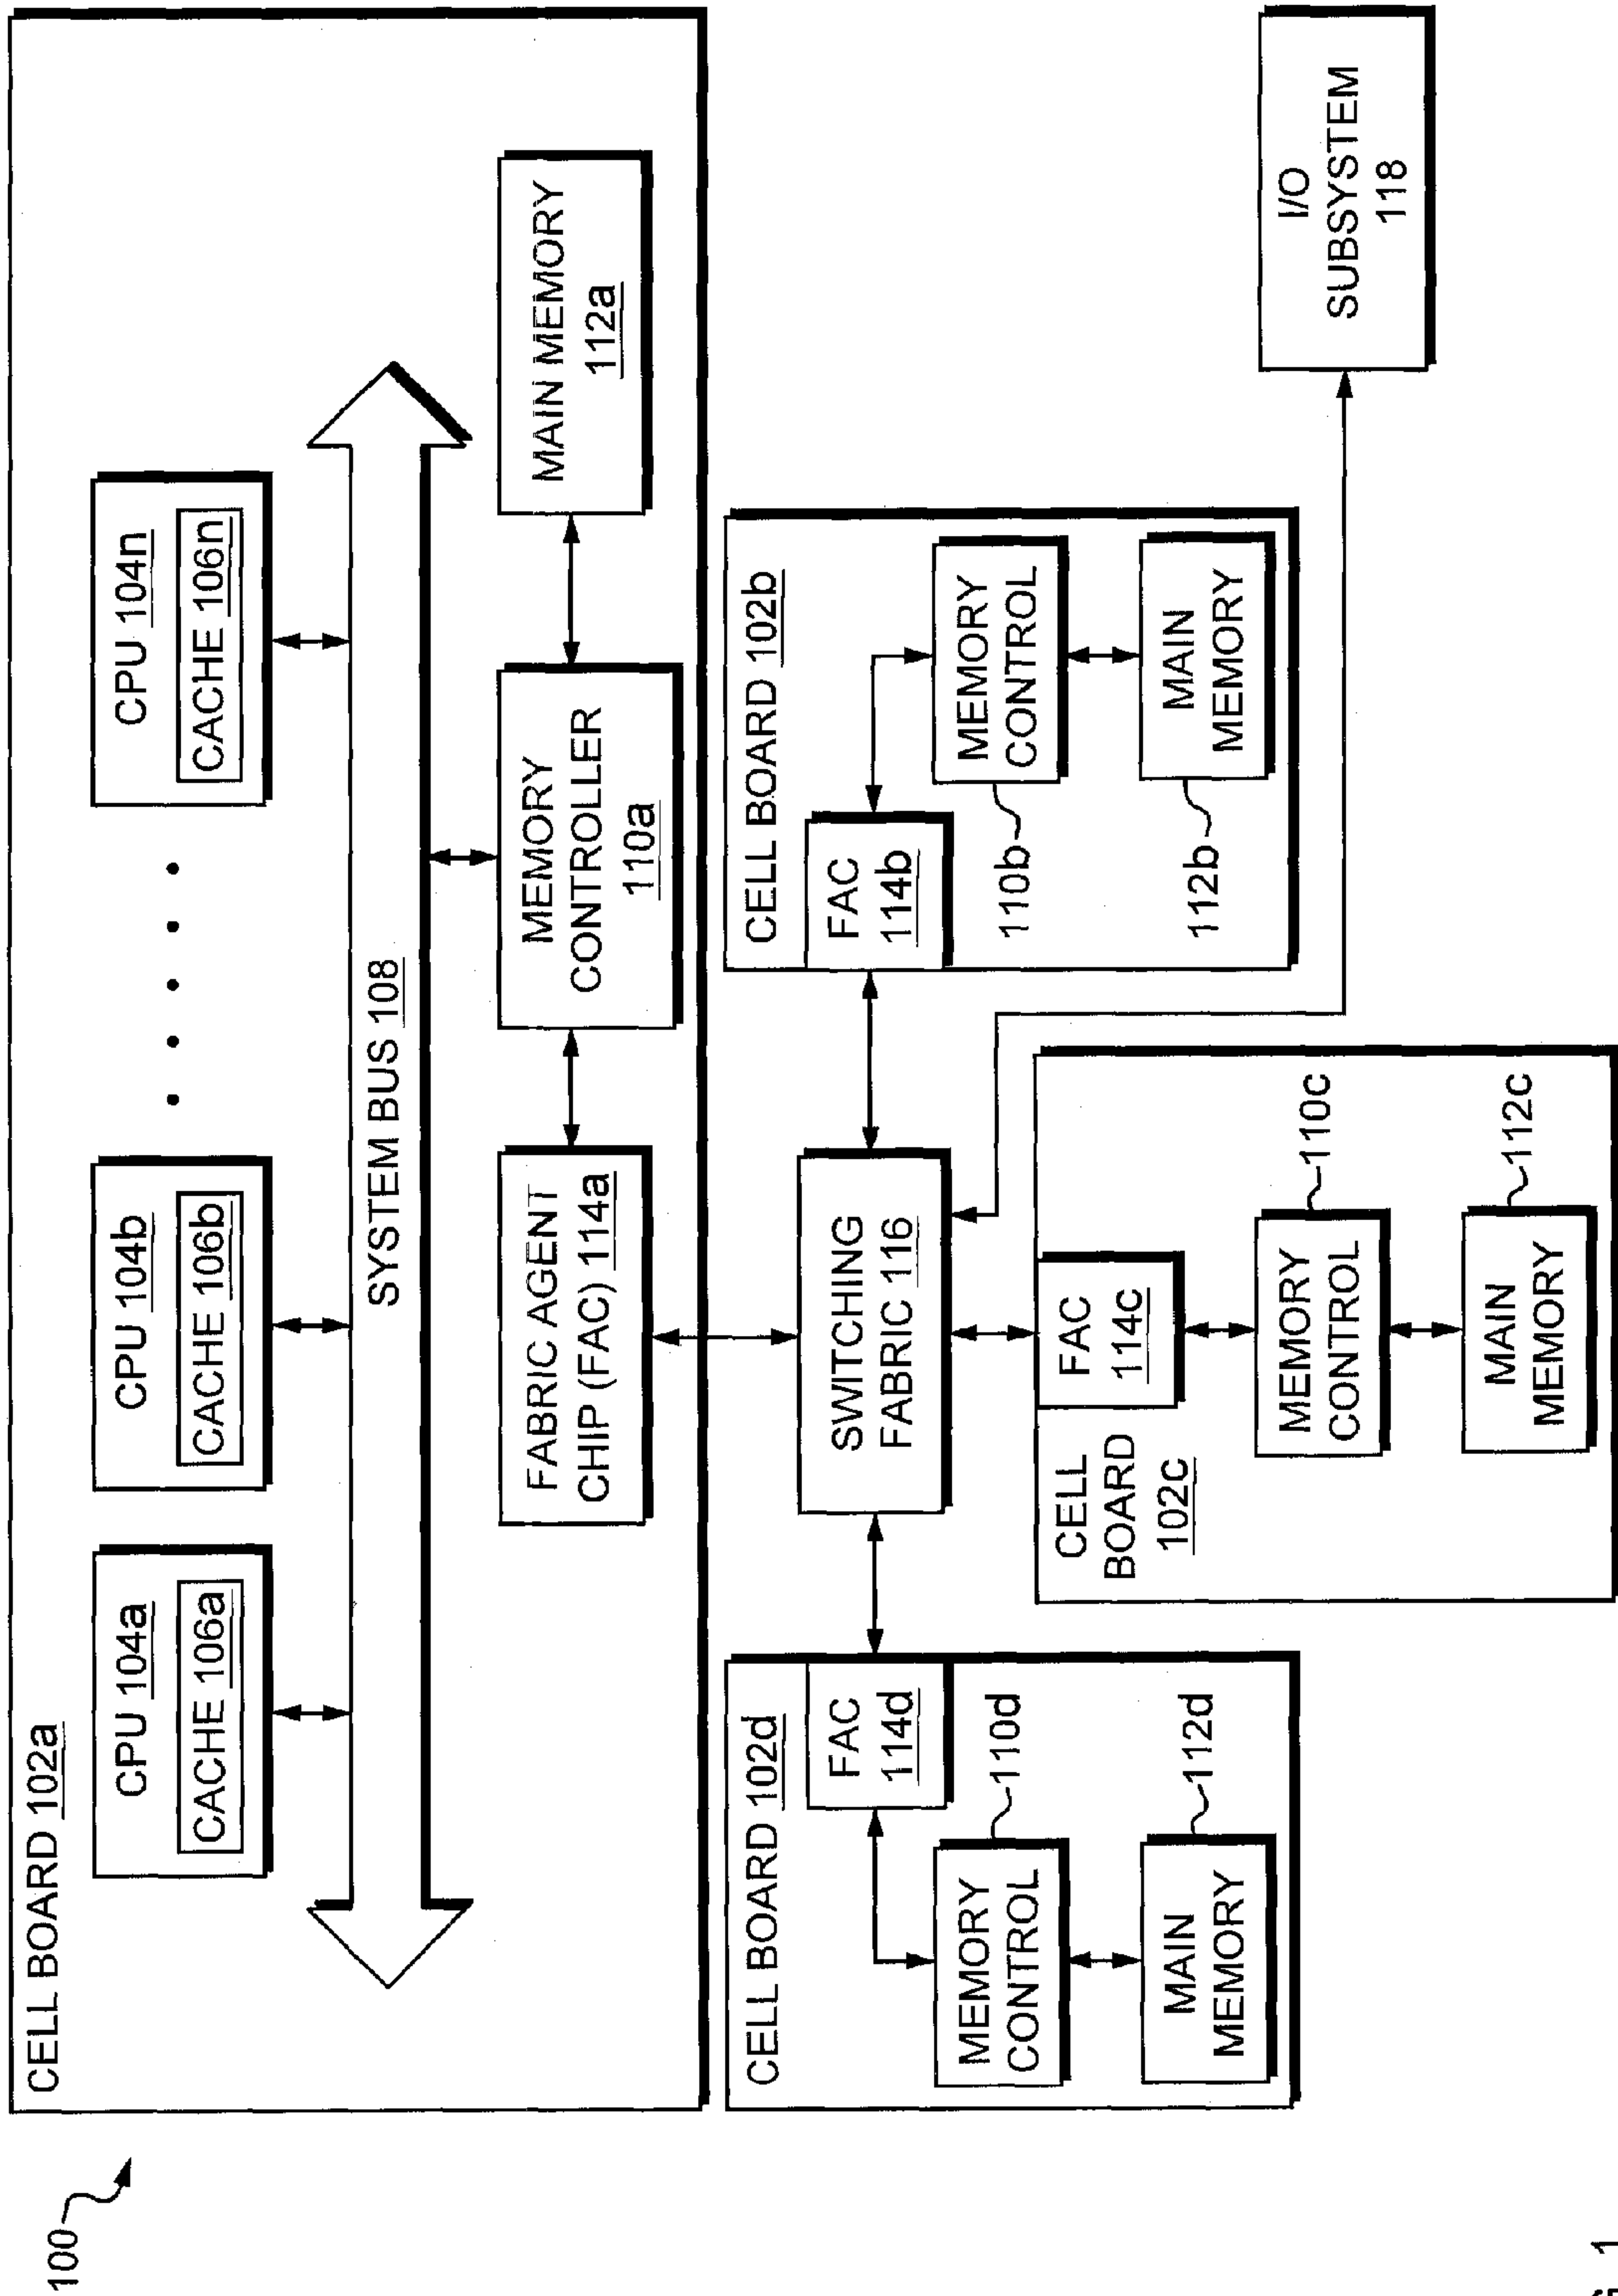 100
CELL BOARD 102a
CPU 104a
CACHE 106a
CPU 104b
CACHE 106b
CPU 104n
CACHE 106n
SYSTEM BUS 108
FABRIC AGENT
CHIP (FAC) 114a
MEMORY
CONTROLLER
110a
MAIN MEMORY
112a
CELL BOARD 102d
FAC
114d
MEMORY
CONTROL
110d
MAIN
MEMORY
112d
SWITCHING
FABRIC 116
CELL
BOARD
102c
FAC
114c
MEMORY
CONTROL
110c
MAIN
MEMORY
112c
CELL BOARD 102b
FAC
114b
MEMORY
CONTROL
110b
MAIN
MEMORY
112b
I/O
SUBSYSTEM
118
1